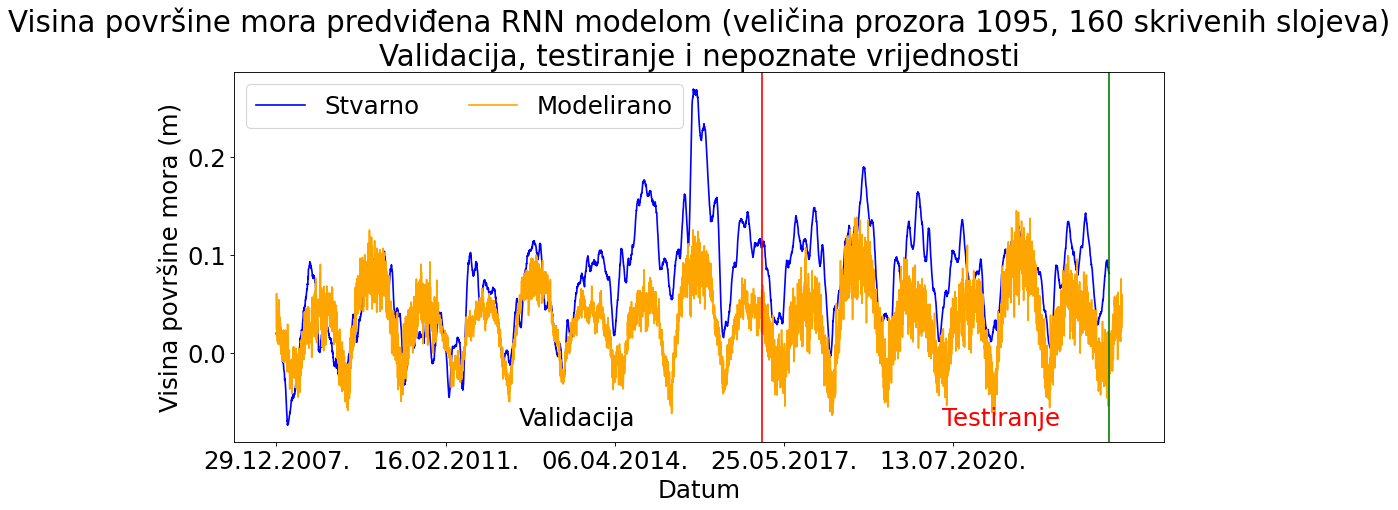 Visina površine mora predviđena RNN modelom (veličina prozora 1095, 160 skrivenih slojeva)
Validacija, testiranje i nepoznate vrijednosti
Stvarno
Modelirano
Visina površine mora (m)
0.2
0.1
0.0
Validacija
Testiranje
29.12.2007.
16.02.2011.
06.04.2014.
25.05.2017.
13.07.2020.
Datum